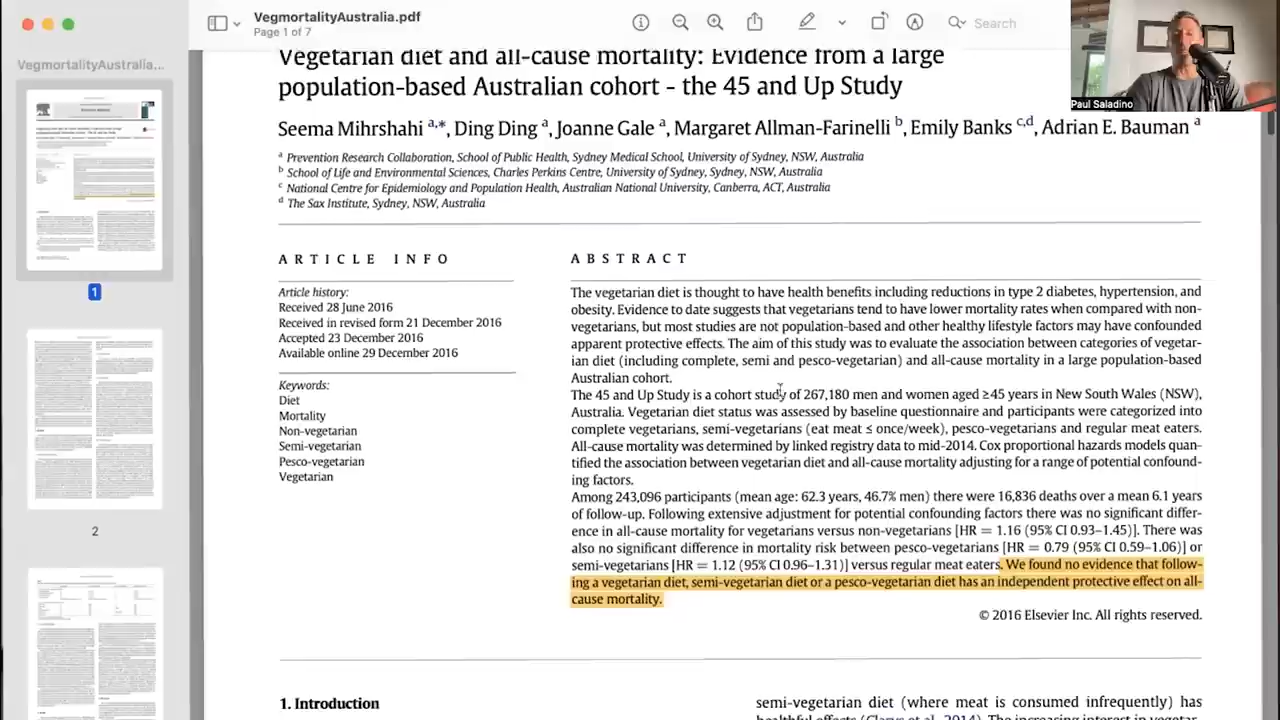 VegmortalityAustralia.pdf
Page 1 of 7
Search
VegmortalityAustralia...
Paul Saladino
1
2
Vegetarian diet and all-cause mortality: Evidence from a large
population-based Australian cohort - the 45 and Up Study
Seema Mihrshahi a,*, Ding Ding a, Joanne Gale a, Margaret Allman-Farinelli b, Emily Banks c,d, Adrian E. Bauman a
a Prevention Research Collaboration, School of Public Health, Sydney Medical School, University of Sydney, NSW, Australia
b School of Life and Environmental Sciences, Charles Perkins Centre, University of Sydney, Sydney, NSW, Australia
c National Centre for Epidemiology and Population Health, Australian National University, Canberra, ACT, Australia
d The Sax Institute, Sydney, NSW, Australia
ARTICLE INFO
Article history:
Received 28 June 2016
Received in revised form 21 December 2016
Accepted 23 December 2016
Available online 29 December 2016
Keywords:
Diet
Mortality
Non-vegetarian
Semi-vegetarian
Pesco-vegetarian
Vegetarian
ABSTRACT
The vegetarian diet is thought to have health benefits including reductions in type 2 diabetes, hypertension, and
obesity. Evidence to date suggests that vegetarians tend to have lower mortality rates when compared with non-
vegetarians, but most studies are not population-based and other healthy lifestyle factors may have confounded
apparent protective effects. The aim of this study was to evaluate the association between categories of vegetar-
ian diet (including complete, semi and pesco-vegetarian) and all-cause mortality in a large population-based
Australian cohort.
The 45 and Up Study is a cohort study of 267,180 men and women aged ≥45 years in New South Wales (NSW),
Australia. Vegetarian diet status was assessed by baseline questionnaire and participants were categorized into
complete vegetarians, semi-vegetarians (eat meat ≤ once/week), pesco-vegetarians and regular meat eaters.
All-cause mortality was determined by linked registry data to mid-2014. Cox proportional hazards models quan-
tified the association between vegetarian diet and all-cause mortality adjusting for a range of potential confound-
ing factors.
Among 243,096 participants (mean age: 62.3 years, 46.7% men) there were 16,836 deaths over a mean 6.1 years
of follow-up. Following extensive adjustment for potential confounding factors there was no significant differ-
ence in all-cause mortality for vegetarians versus non-vegetarians [HR = 1.16 (95% CI 0.93–1.45)]. There was
also no significant difference in mortality risk between pesco-vegetarians [HR = 0.79 (95% CI 0.59–1.06)] or
semi-vegetarians [HR = 1.12 (95% CI 0.96–1.31)] versus regular meat eaters. We found no evidence that follow-
ing a vegetarian diet, semi-vegetarian diet or a pesco-vegetarian diet has an independent protective effect on all-
cause mortality.
© 2016 Elsevier Inc. All rights reserved.
1. Introduction
semi-vegetarian diet (where meat is consumed infrequently) has